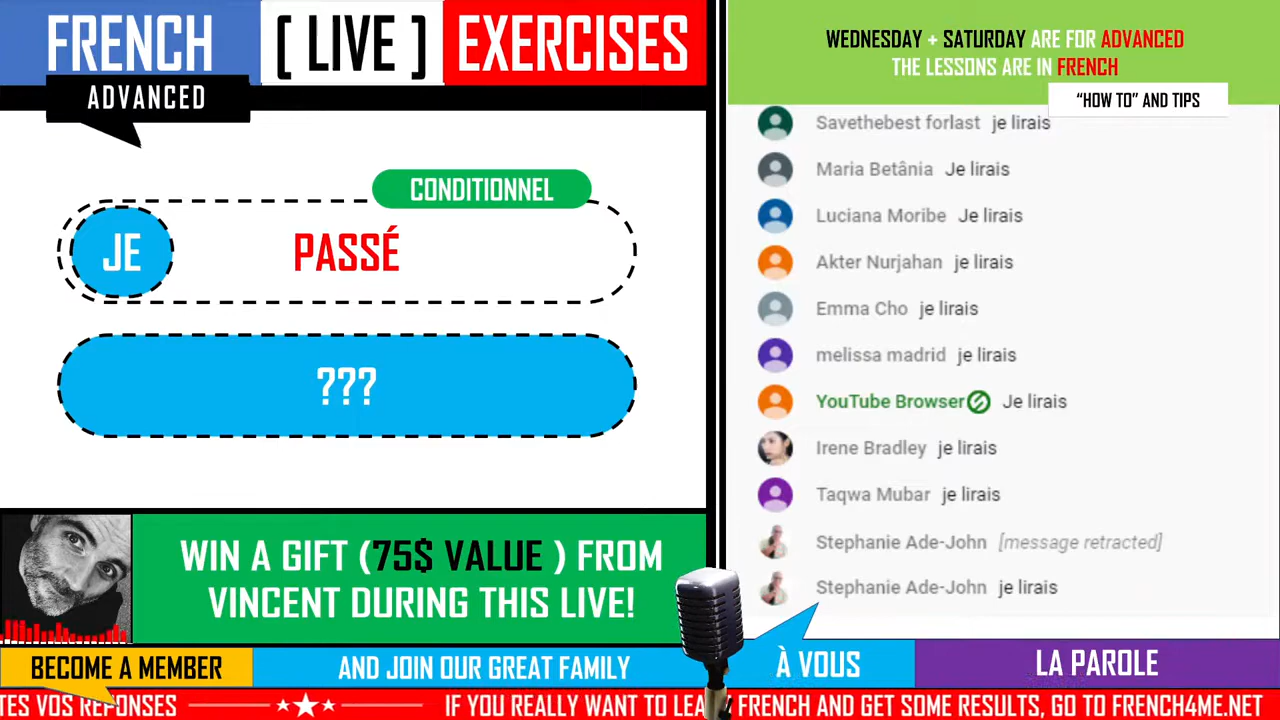 FRENCH [ LIVE ] EXERCISES
ADVANCED
CONDITIONNEL
JE PASSÉ
???
WIN A GIFT (75$ VALUE ) FROM
VINCENT DURING THIS LIVE!
WEDNESDAY + SATURDAY ARE FOR ADVANCED
THE LESSONS ARE IN FRENCH
“HOW TO” AND TIPS
Savethebest forlast je lirais
Maria Betânia Je lirais
Luciana Moribe Je lirais
Akter Nurjahan je lirais
Emma Cho je lirais
melissa madrid je lirais
YouTube Browser Je lirais
Irene Bradley je lirais
Taqwa Mubar je lirais
Stephanie Ade-John [message retracted]
Stephanie Ade-John je lirais
BECOME A MEMBER AND JOIN OUR GREAT FAMILY À VOUS LA PAROLE
TES VOS RÉPONSES IF YOU REALLY WANT TO LEA FRENCH AND GET SOME RESULTS, GO TO FRENCH4ME.NET